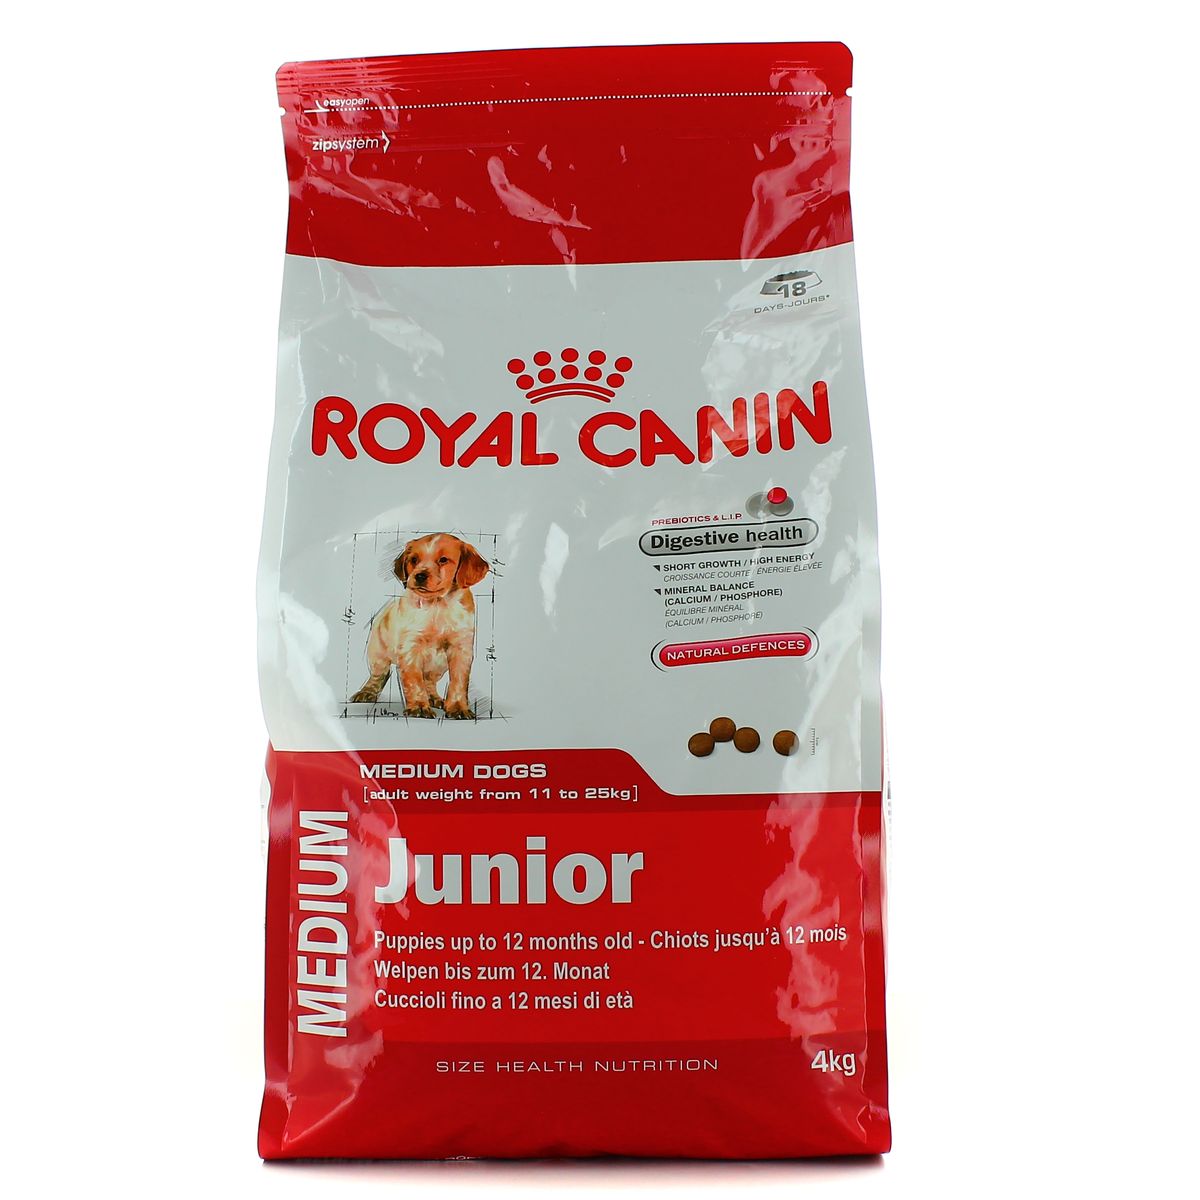 easyopen
zipsystem
18
DAYS-JOURS*
ROYAL CANIN
PREBIOTICS & L.I.P.
Digestive health
SHORT GROWTH / HIGH ENERGY
CROISSANCE COURTE / ÉNERGIE ÉLEVÉE
MINERAL BALANCE
(CALCIUM / PHOSPHORE)
ÉQUILIBRE MINÉRAL
(CALCIUM / PHOSPHORE)
NATURAL DEFENCES
MEDIUM DOGS
[adult weight from 11 to 25kg]
MEDIUM
Junior
Puppies up to 12 months old - Chiots jusqu'à 12 mois
Welpen bis zum 12. Monat
Cuccioli fino a 12 mesi di età
SIZE HEALTH NUTRITION
4kg